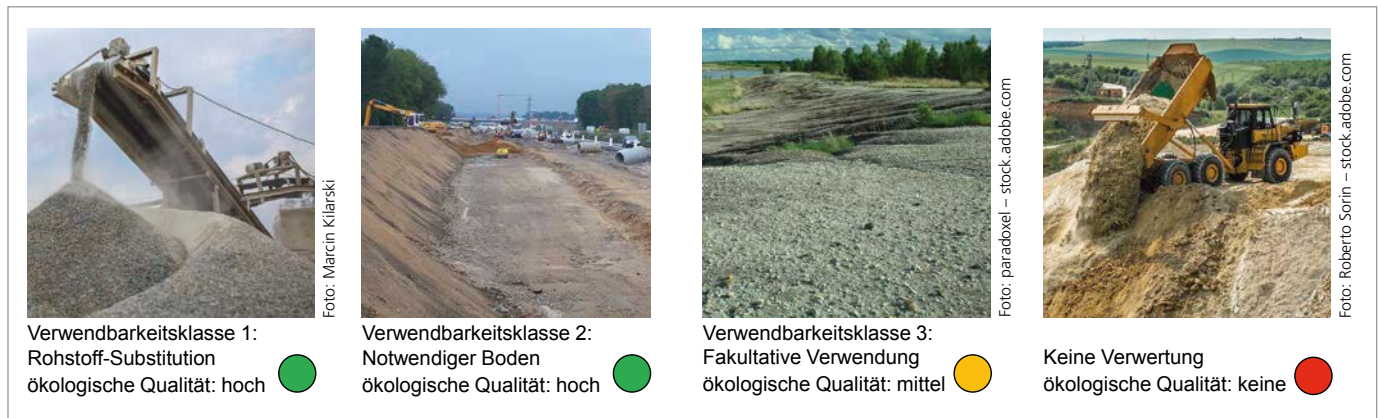 Foto: Marcin Kilarski
Foto: paradoxel – stock.adobe.com
Foto: Roberto Sorin – stock.adobe.com
Verwendbarkeitsklasse 1:
Rohstoff-Substitution
ökologische Qualität: hoch
Verwendbarkeitsklasse 2:
Notwendiger Boden
ökologische Qualität: hoch
Verwendbarkeitsklasse 3:
Fakultative Verwendung
ökologische Qualität: mittel
Keine Verwertung
ökologische Qualität: keine